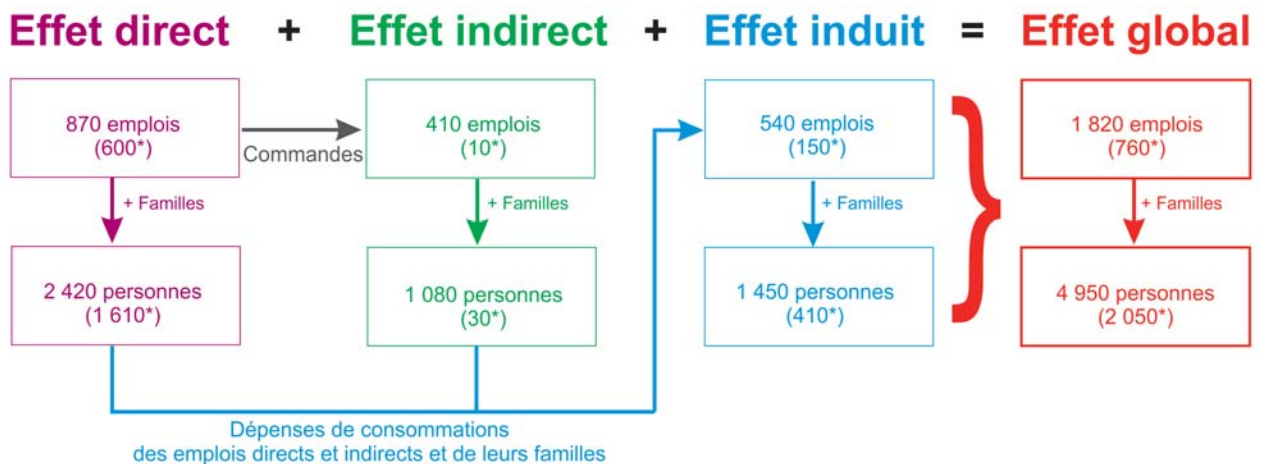 Effet direct + Effet indirect + Effet induit = Effet global
870 emplois
(600*)
Commandes
410 emplois
(10*)
540 emplois
(150*)
1 820 emplois
(760*)
+ Familles
+ Familles
+ Familles
+ Familles
2 420 personnes
(1 610*)
1 080 personnes
(30*)
1 450 personnes
(410*)
4 950 personnes
(2 050*)
Dépenses de consommations
des emplois directs et indirects et de leurs familles